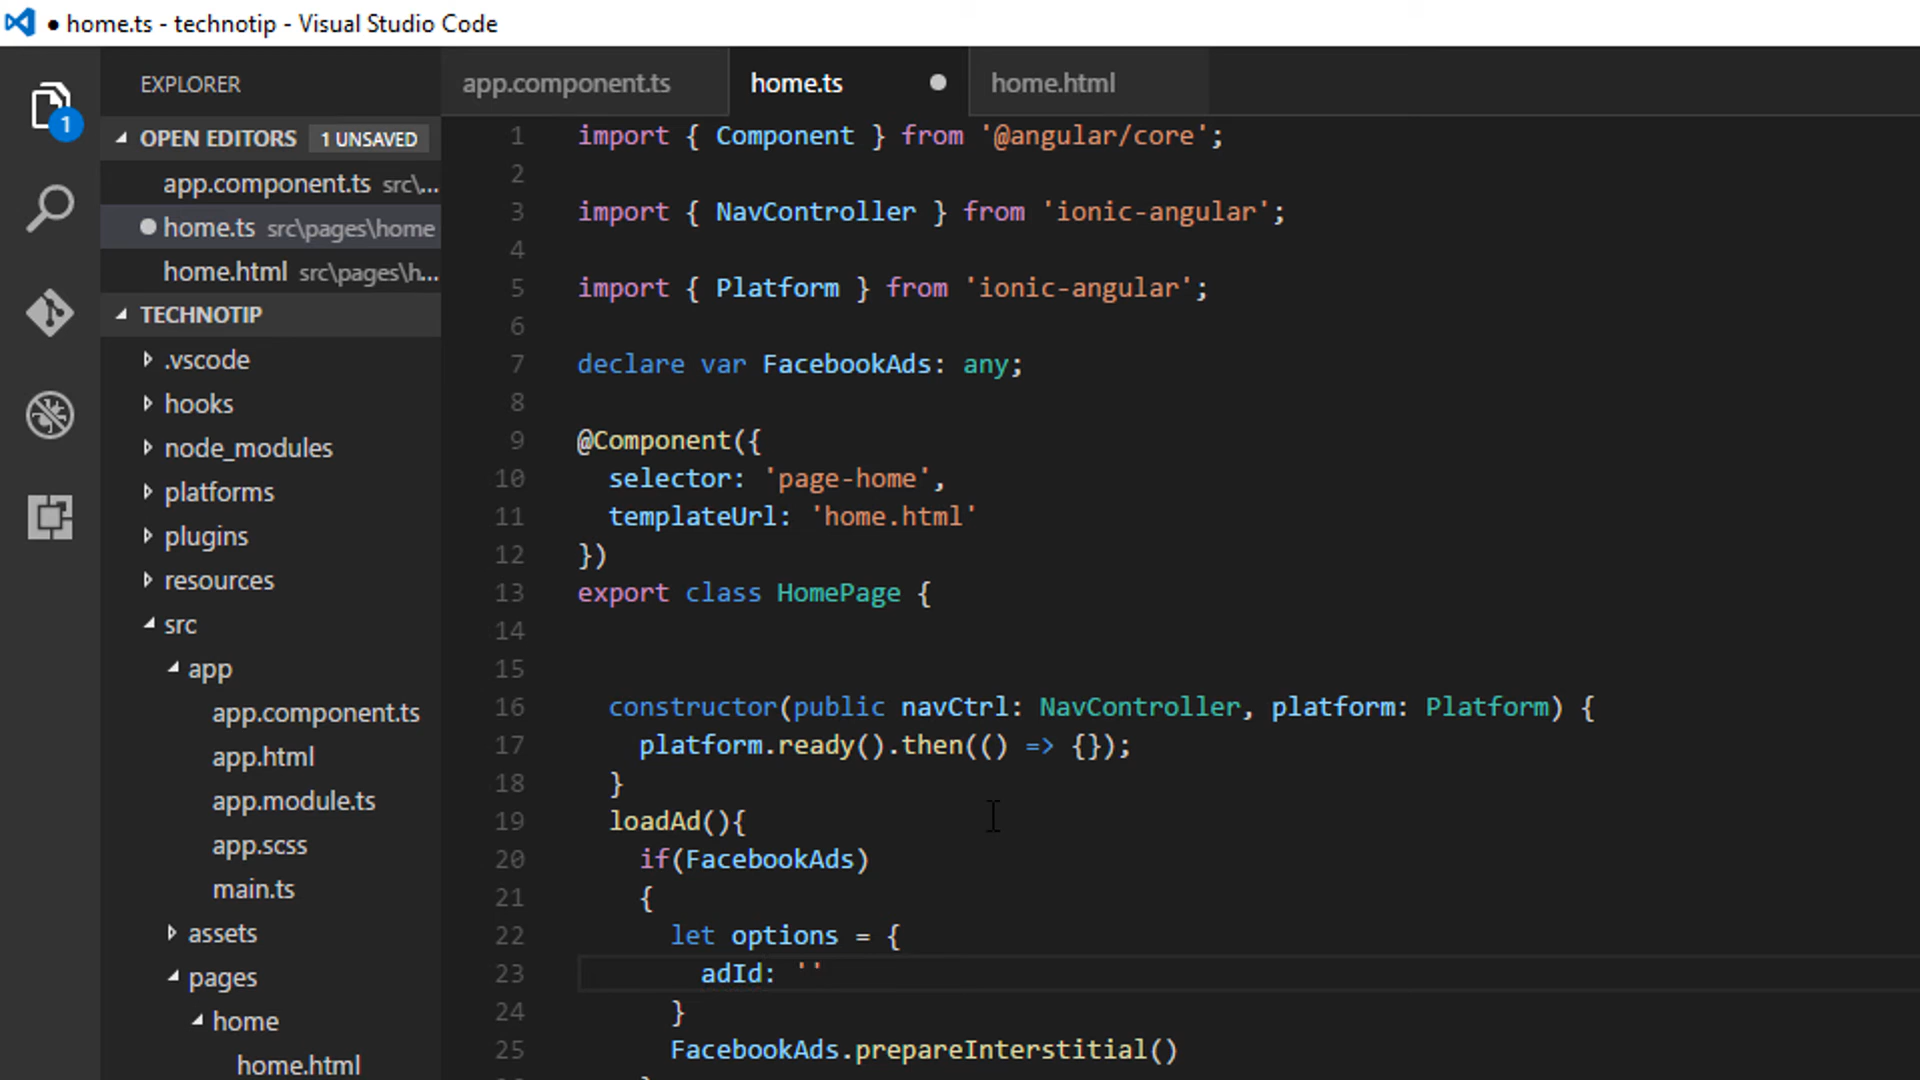 ● home.ts - technotip - Visual Studio Code
EXPLORER
1
OPEN EDITORS 1 UNSAVED
app.component.ts src\...
home.ts src\pages\home
home.html src\pages\h...
TECHNOTIP
.vscode
hooks
node_modules
platforms
plugins
resources
src
app
app.component.ts
app.html
app.module.ts
app.scss
main.ts
assets
pages
home
home.html
app.component.ts home.ts home.html
1 import { Component } from '@angular/core';
2
3 import { NavController } from 'ionic-angular';
4
5 import { Platform } from 'ionic-angular';
6
7 declare var FacebookAds: any;
8
9 @Component({
10 selector: 'page-home',
11 templateUrl: 'home.html'
12 })
13 export class HomePage {
14
15
16 constructor(public navCtrl: NavController, platform: Platform) {
17 platform.ready().then(() => {});
18 }
19 loadAd(){
20 if(FacebookAds)
21 {
22 let options = {
23 adId: ''
24 }
25 FacebookAds.prepareInterstitial()